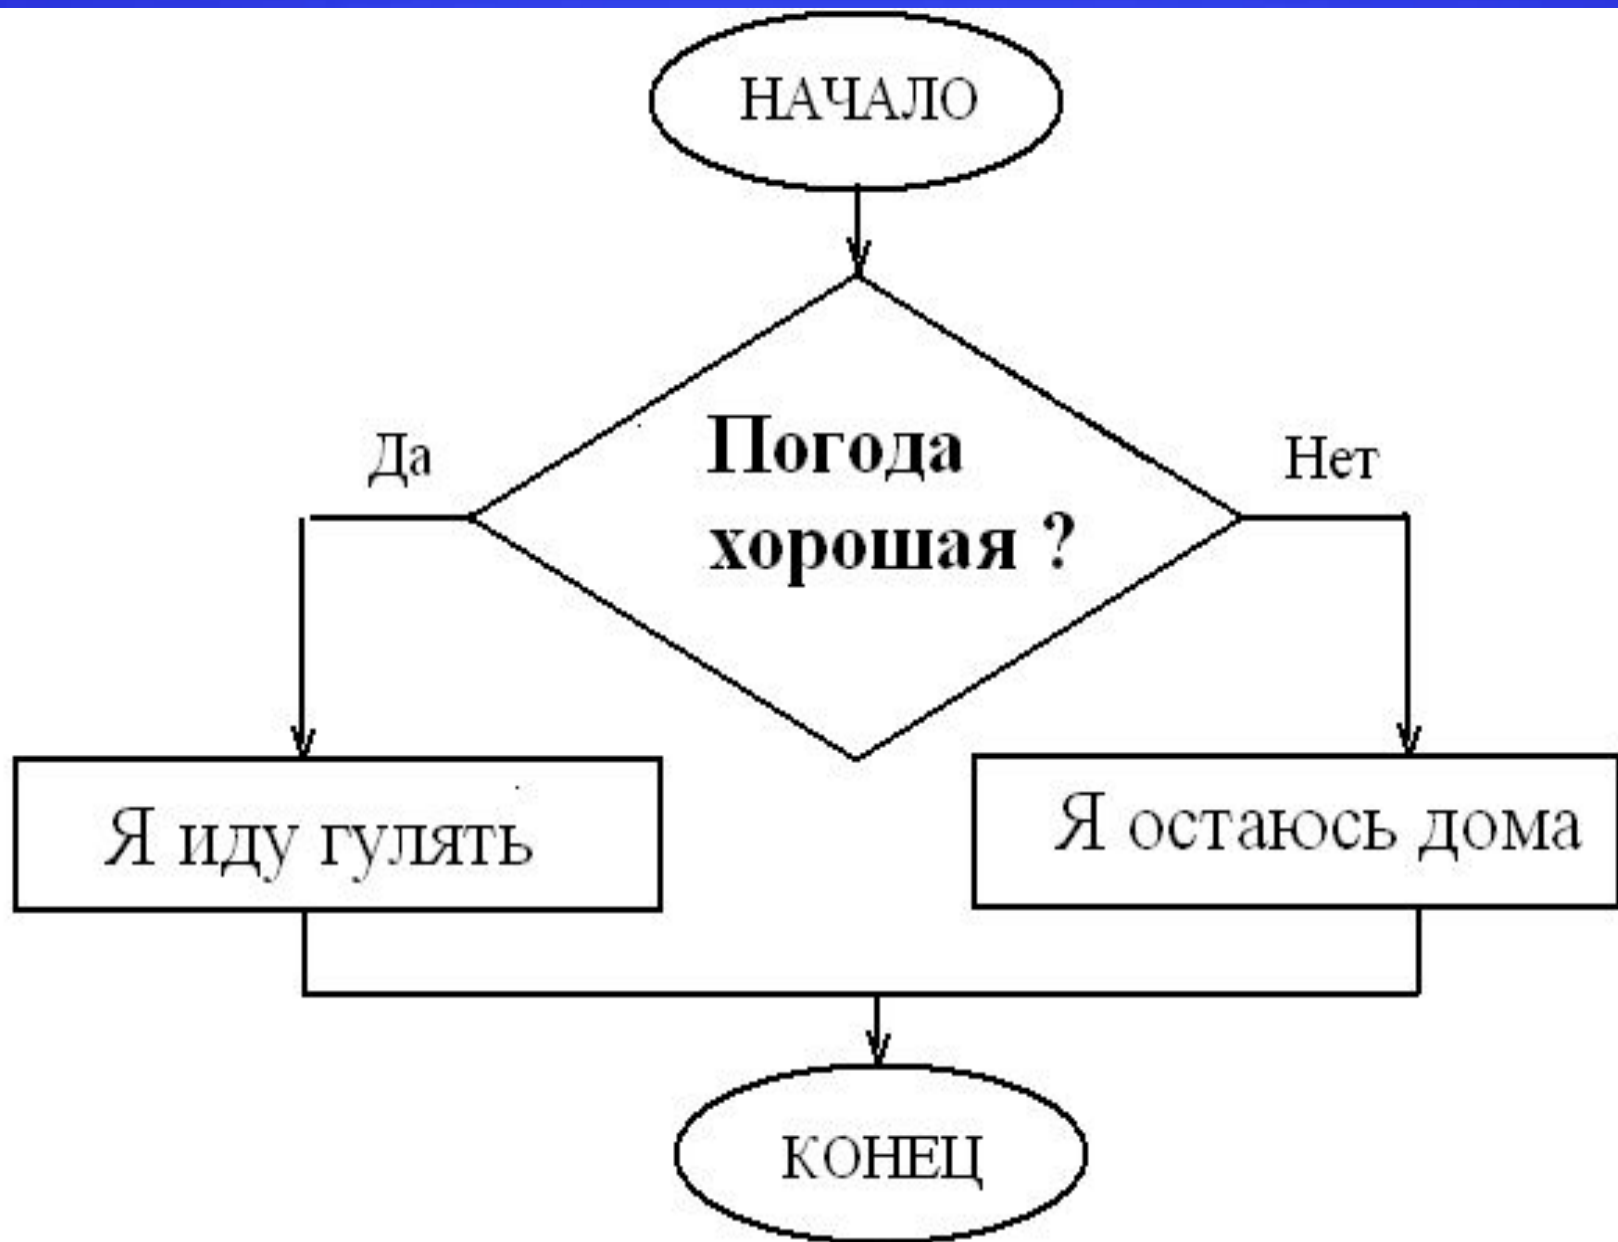 НАЧАЛО
Погода
хорошая ?
Да
Нет
Я иду гулять
Я остаюсь дома
КОНЕЦ